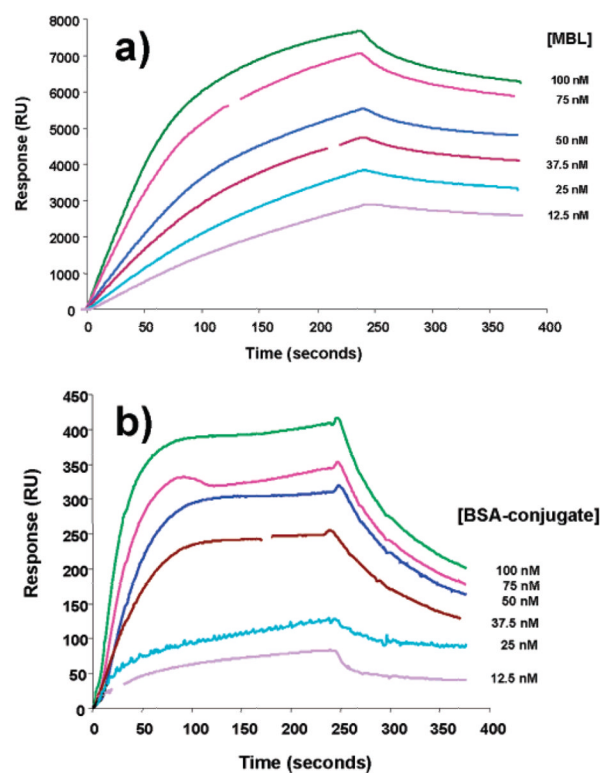 a)
[MBL]
Response (RU)
8000
7000
6000
5000
4000
3000
2000
1000
0
100 nM
75 nM
50 nM
37.5 nM
25 nM
12.5 nM
0 50 100 150 200 250 300 350 400
Time (seconds)
b)
[BSA-conjugate]
Response (RU)
450
400
350
300
250
200
150
100
50
0
100 nM
75 nM
50 nM
37.5 nM
25 nM
12.5 nM
0 50 100 150 200 250 300 350 400
Time (seconds)